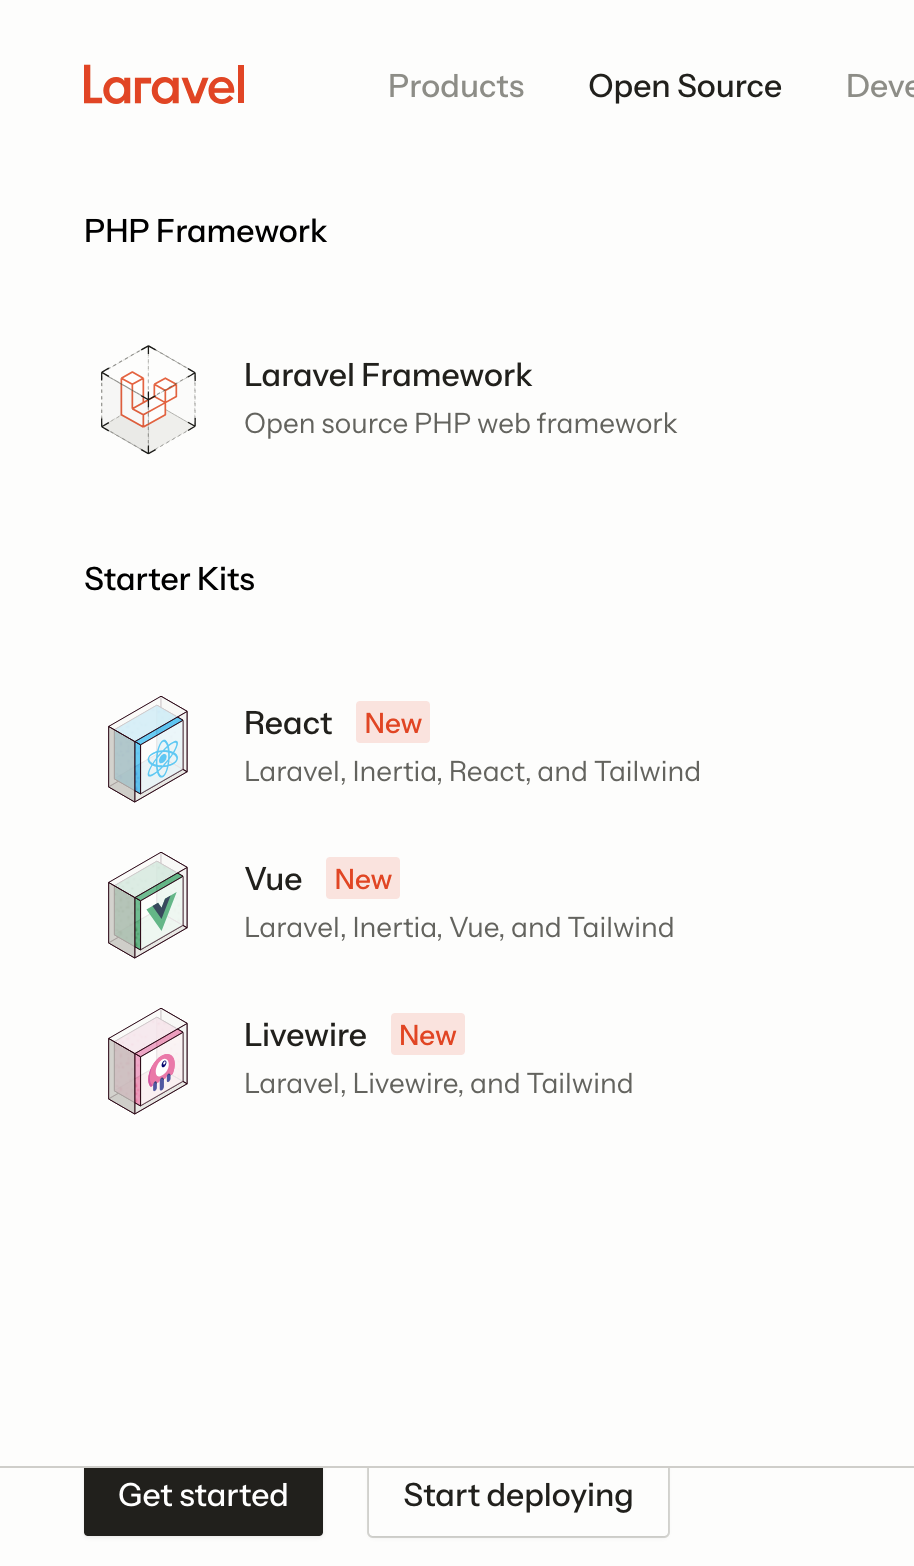 Laravel
Products Open Source
PHP Framework
Laravel Framework
Open source PHP web framework
Starter Kits
React New
Laravel, Inertia, React, and Tailwind
Vue New
Laravel, Inertia, Vue, and Tailwind
Livewire New
Laravel, Livewire, and Tailwind
Get started Start deploying